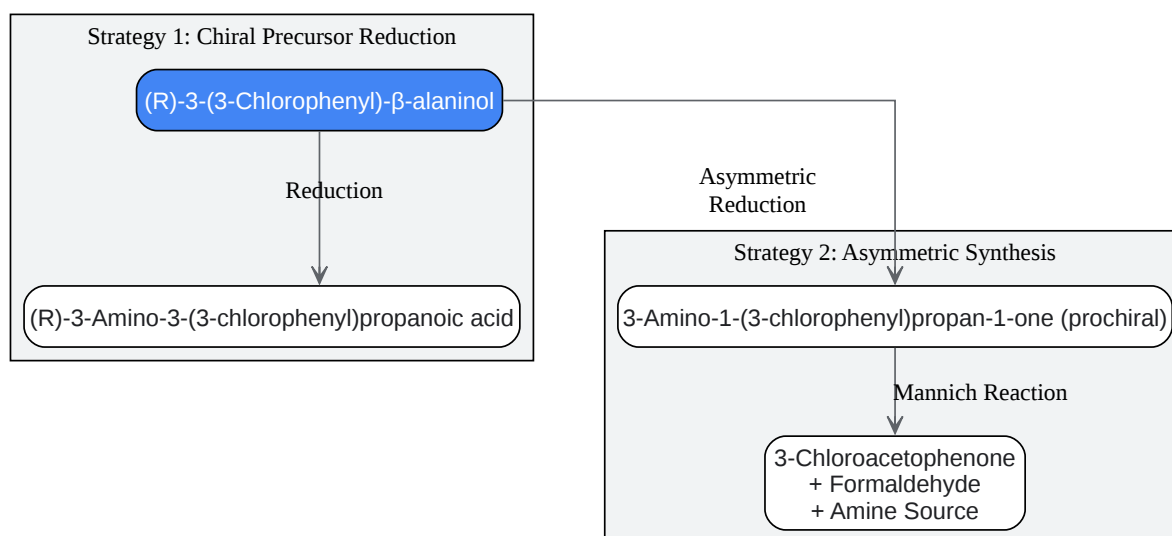 Strategy 1: Chiral Precursor Reduction
(R)-3-(3-Chlorophenyl)-β-alaninol
Reduction
(R)-3-Amino-3-(3-chlorophenyl)propanoic acid
Asymmetric
Reduction
Strategy 2: Asymmetric Synthesis
3-Amino-1-(3-chlorophenyl)propan-1-one (prochiral)
Mannich Reaction
3-Chloroacetophenone
+ Formaldehyde
+ Amine Source